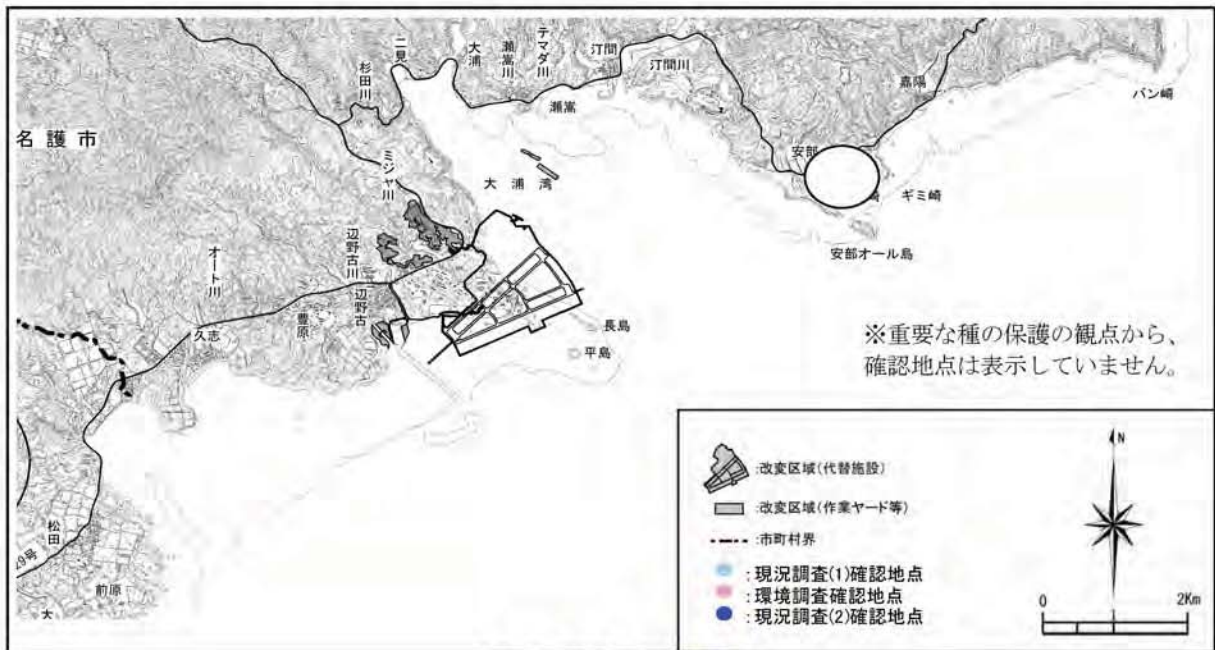 名護市
杉田川
二見
大浦
瀬嵩川
テマダ川
汀間
汀間川
瀬嵩
嘉陽
バン崎
安部
ギミ崎
安部オール島
大浦湾
ミジャ川
辺野古川
辺野古
オート川
久志
豊原
長島
平島
松田
前原
大
※重要な種の保護の観点から、
確認地点は表示していません。
:改変区域(代替施設)
:改変区域(作業ヤード等)
:市町村界
:現況調査(1)確認地点
:環境調査確認地点
:現況調査(2)確認地点
N
0 2Km